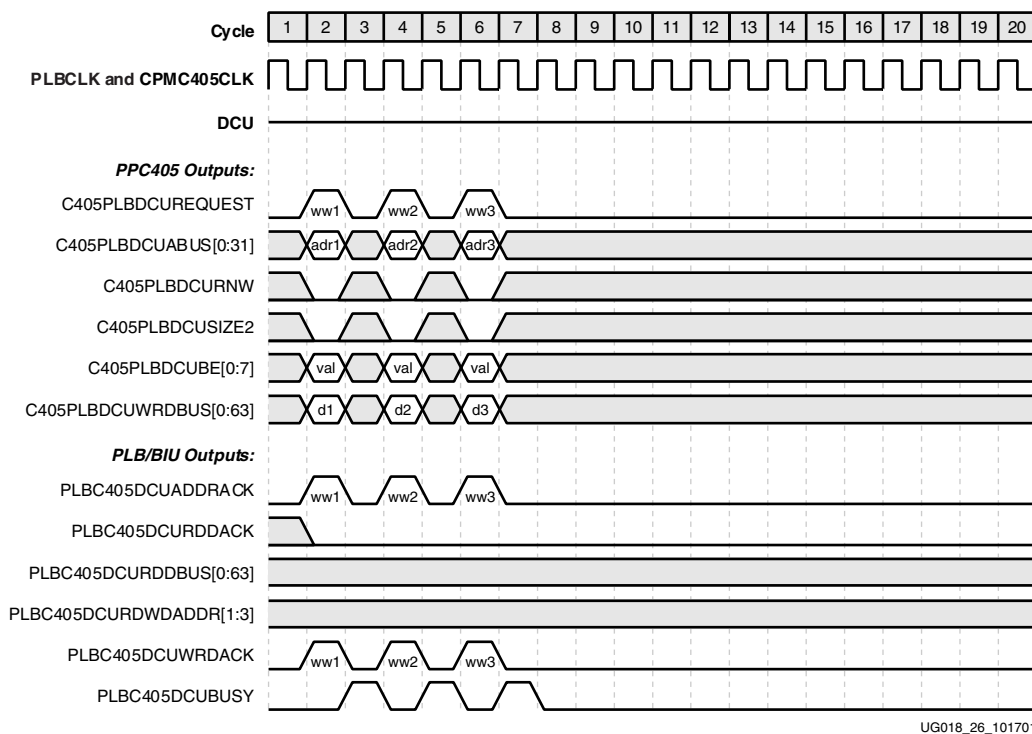 Cycle 1 2 3 4 5 6 7 8 9 10 11 12 13 14 15 16 17 18 19 20
PLBCLK and CPMC405CLK
DCU
PPC405 Outputs:
C405PLBDCUREQUEST ww1 ww2 ww3
C405PLBDCUABUS[0:31] adr1 adr2 adr3
C405PLBDCURNW
C405PLBDCUSIZE2
C405PLBDCUBE[0:7] val val val
C405PLBDCUWRDBUS[0:63] d1 d2 d3
PLB/BIU Outputs:
PLBC405DCUADDRACK ww1 ww2 ww3
PLBC405DCURDDACK
PLBC405DCURDDBUS[0:63]
PLBC405DCURDWDADDR[1:3]
PLBC405DCUWRDACK ww1 ww2 ww3
PLBC405DCUBUSY
UG018_26_101701